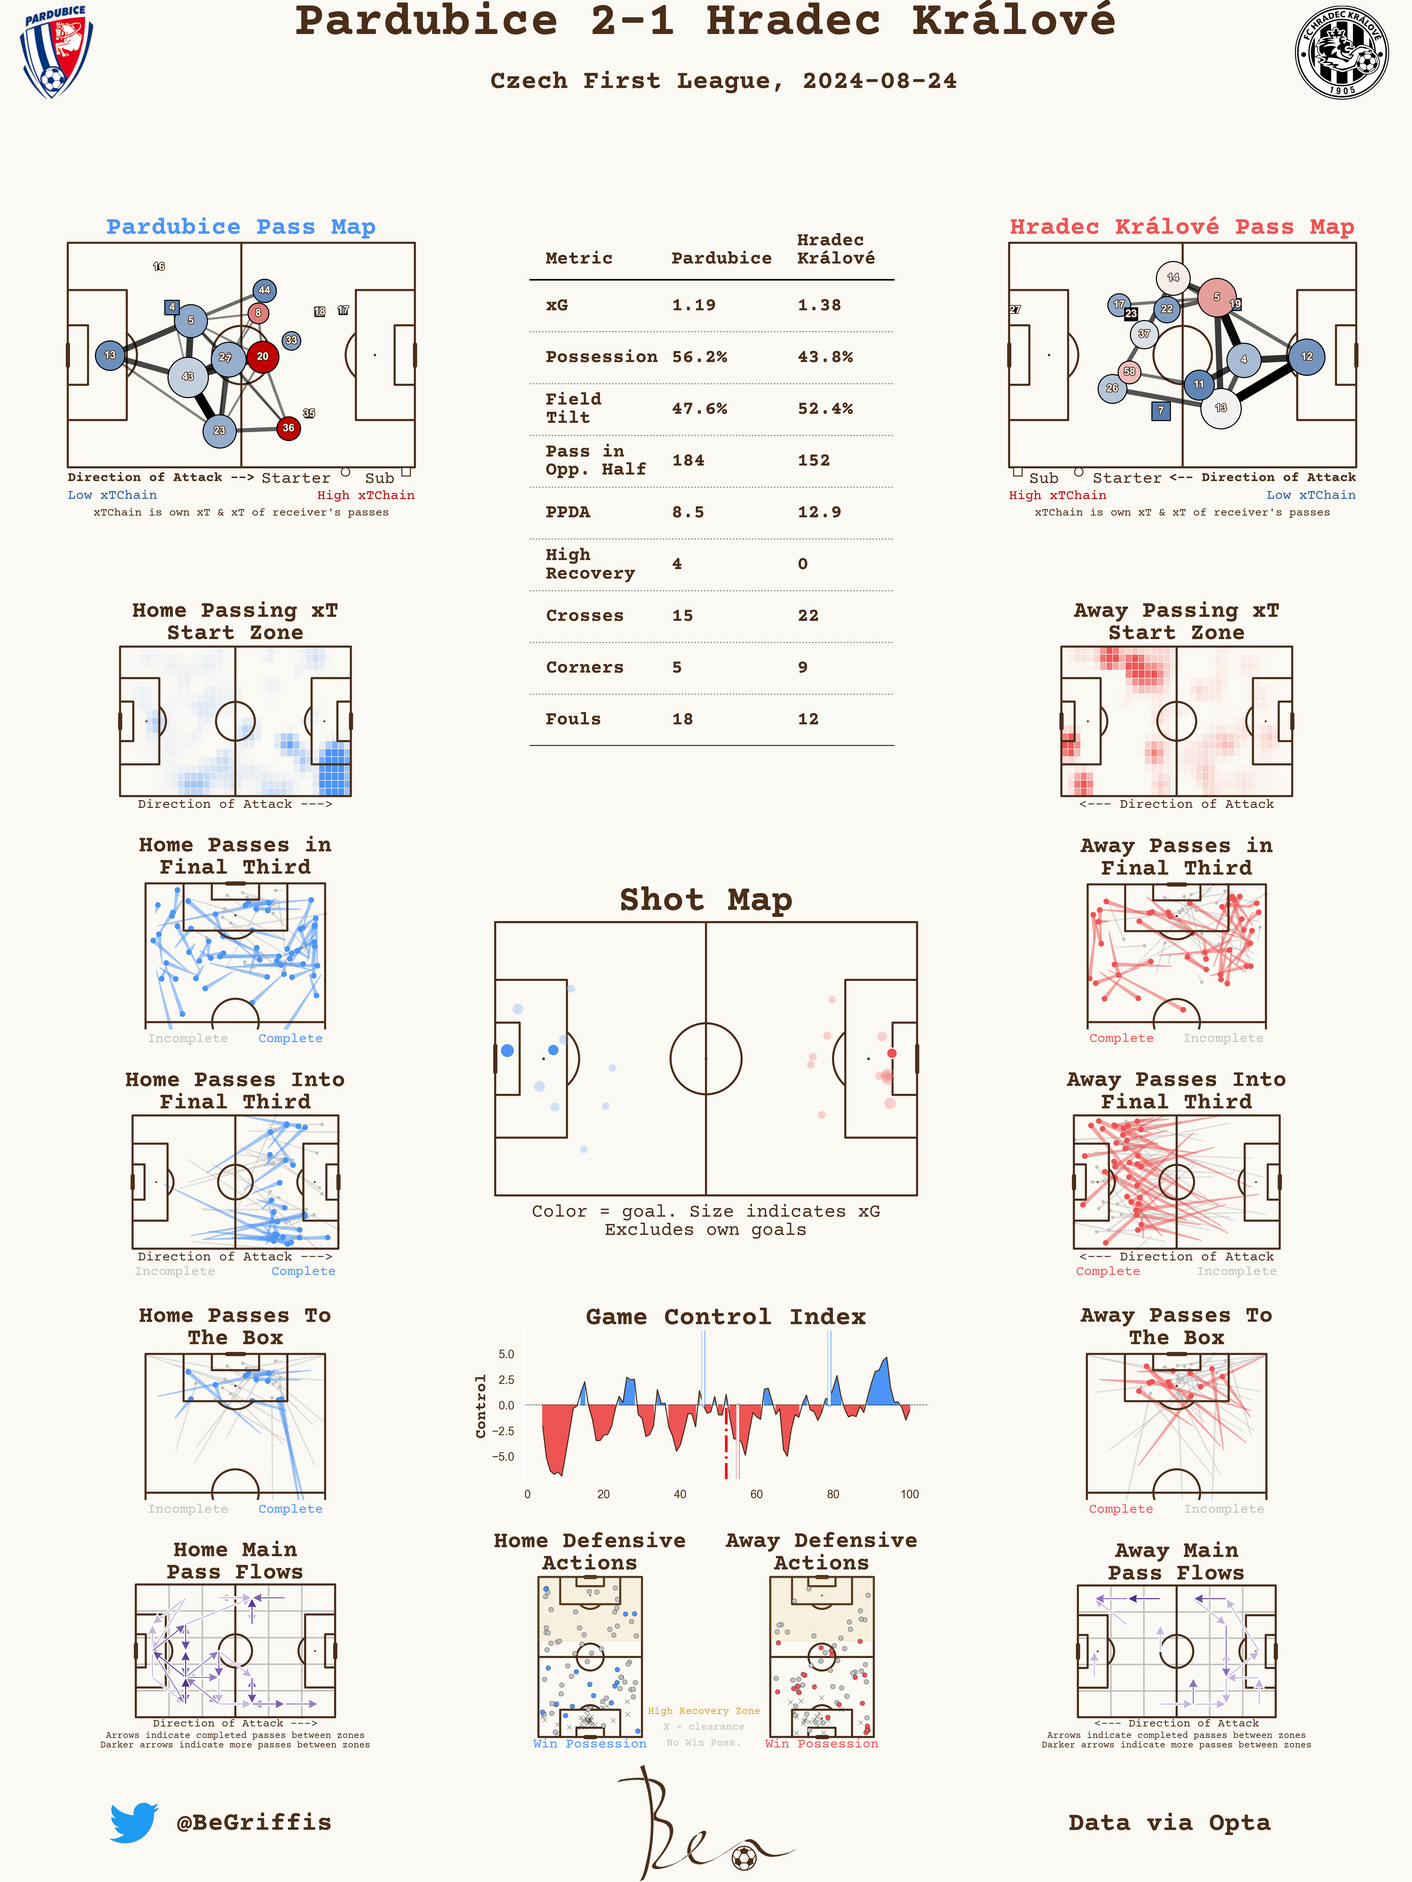 Pardubice 2-1 Hradec Králové
Czech First League, 2024-08-24
PARDUBICE
FC HRADEC KRÁLOVÉ
1905
Pardubice Pass Map
16
4
5
44
8
18
17
13
33
20
43
23
36
35
Direction of Attack --> Starter Sub
Low xTChain High xTChain
xTChain is own xT & xT of receiver's passes
Metric Pardubice Hradec Králové
xG 1.19 1.38
Possession 56.2% 43.8%
Field Tilt 47.6% 52.4%
Pass in Opp. Half 184 152
PPDA 8.5 12.9
High Recovery 4 0
Crosses 15 22
Corners 5 9
Fouls 18 12
Hradec Králové Pass Map
14
27
17
23
22
5
19
37
4
12
58
26
11
7
13
Sub Starter <-- Direction of Attack
High xTChain Low xTChain
xTChain is own xT & xT of receiver's passes
Home Passing xT
Start Zone
Direction of Attack --->
Away Passing xT
Start Zone
<--- Direction of Attack
Home Passes in
Final Third
Incomplete Complete
Away Passes in
Final Third
Complete Incomplete
Shot Map
Color = goal. Size indicates xG
Excludes own goals
Home Passes Into
Final Third
Direction of Attack --->
Incomplete Complete
Away Passes Into
Final Third
<--- Direction of Attack
Complete Incomplete
Home Passes To
The Box
Incomplete Complete
Game Control Index
Control
5.0
2.5
0.0
−2.5
−5.0
0 20 40 60 80 100
Away Passes To
The Box
Complete Incomplete
Home Main
Pass Flows
Direction of Attack --->
Arrows indicate completed passes between zones
Darker arrows indicate more passes between zones
Home Defensive
Actions
Win Possession
High Recovery Zone
X = clearance
No Win Poss.
Away Defensive
Actions
Win Possession
Away Main
Pass Flows
<--- Direction of Attack
Arrows indicate completed passes between zones
Darker arrows indicate more passes between zones
@BeGriffis
Ben
Data via Opta